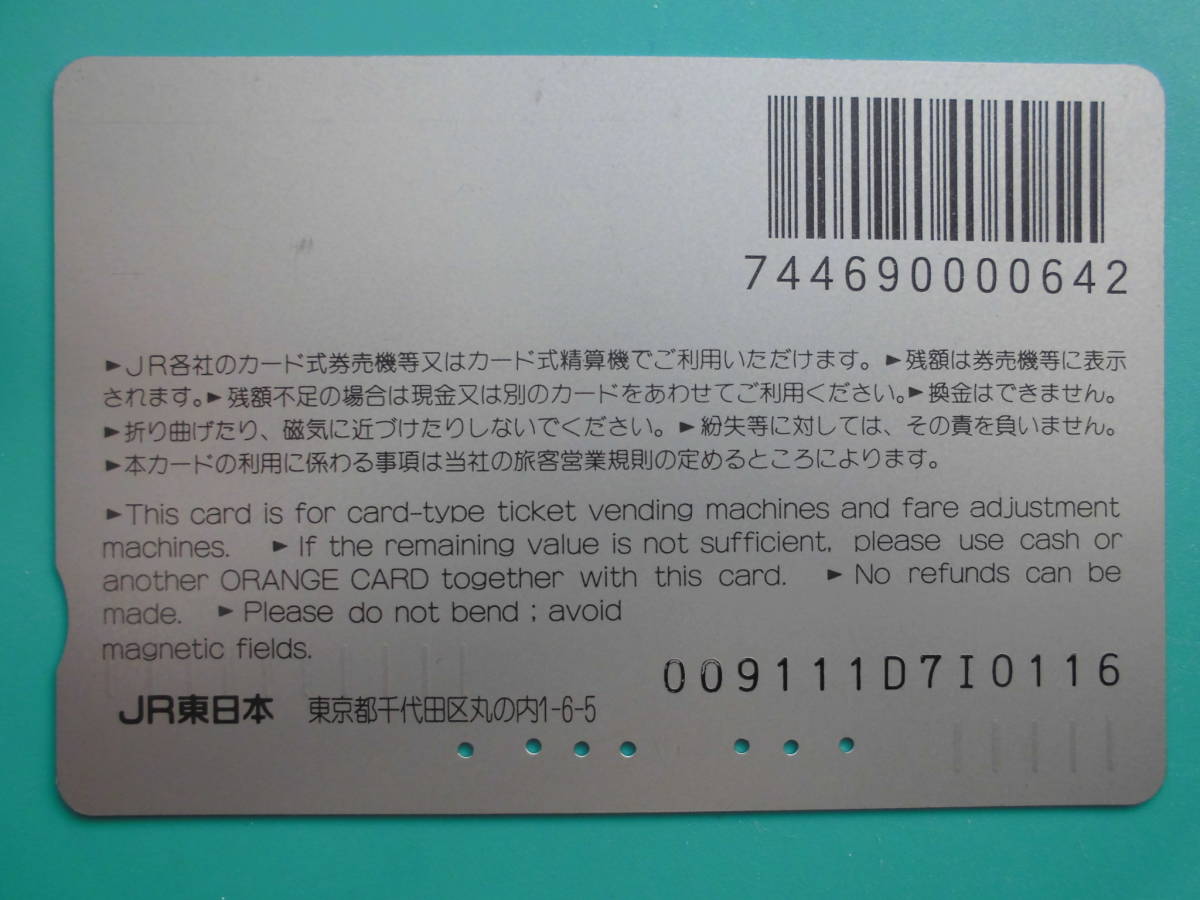 744690000642
►JR各社のカード式券売機等又はカード式精算機でご利用いただけます。►残額は券売機等に表示
されます。►残額不足の場合は現金又は別のカードをあわせてご利用ください。►換金はできません。
►折り曲げたり、磁気に近づけたりしないでください。►紛失等に対しては、その責を負いません。
►本カードの利用に係わる事項は当社の旅客営業規則の定めるところによります。
►This card is for card-type ticket vending machines and fare adjustment
machines. ►If the remaining value is not sufficient, please use cash or
another ORANGE CARD together with this card. ►No refunds can be
made. ►Please do not bend ; avoid
magnetic fields.
009111D7I0116
JR東日本 東京都千代田区丸の内1-6-5